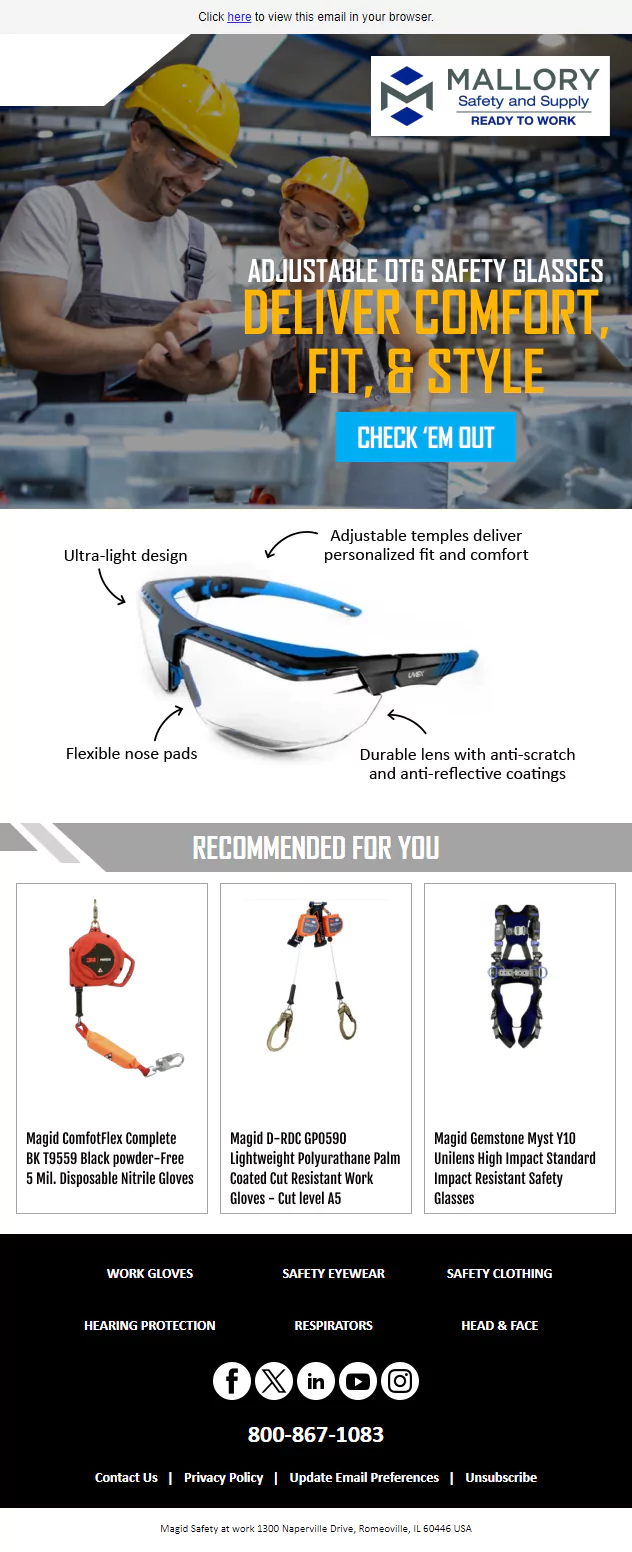 Click here to view this email in your browser.
MALLORY
Safety and Supply
READY TO WORK
ADJUSTABLE OTG SAFETY GLASSES
DELIVER COMFORT,
FIT, & STYLE
CHECK ‘EM OUT
Adjustable temples deliver
personalized fit and comfort
Ultra-light design
UVEX
Flexible nose pads
Durable lens with anti-scratch
and anti-reflective coatings
RECOMMENDED FOR YOU
3M
Magid ComfotFlex Complete
BK T9559 Black powder-Free
5 Mil. Disposable Nitrile Gloves
Magid D-RDC GP0590
Lightweight Polyurathane Palm
Coated Cut Resistant Work
Gloves - Cut level A5
Magid Gemstone Myst Y10
Unilens High Impact Standard
Impact Resistant Safety
Glasses
WORK GLOVES SAFETY EYEWEAR SAFETY CLOTHING
HEARING PROTECTION RESPIRATORS HEAD & FACE
800-867-1083
Contact Us | Privacy Policy | Update Email Preferences | Unsubscribe
Magid Safety at work 1300 Naperville Drive, Romeoville, IL 60446 USA